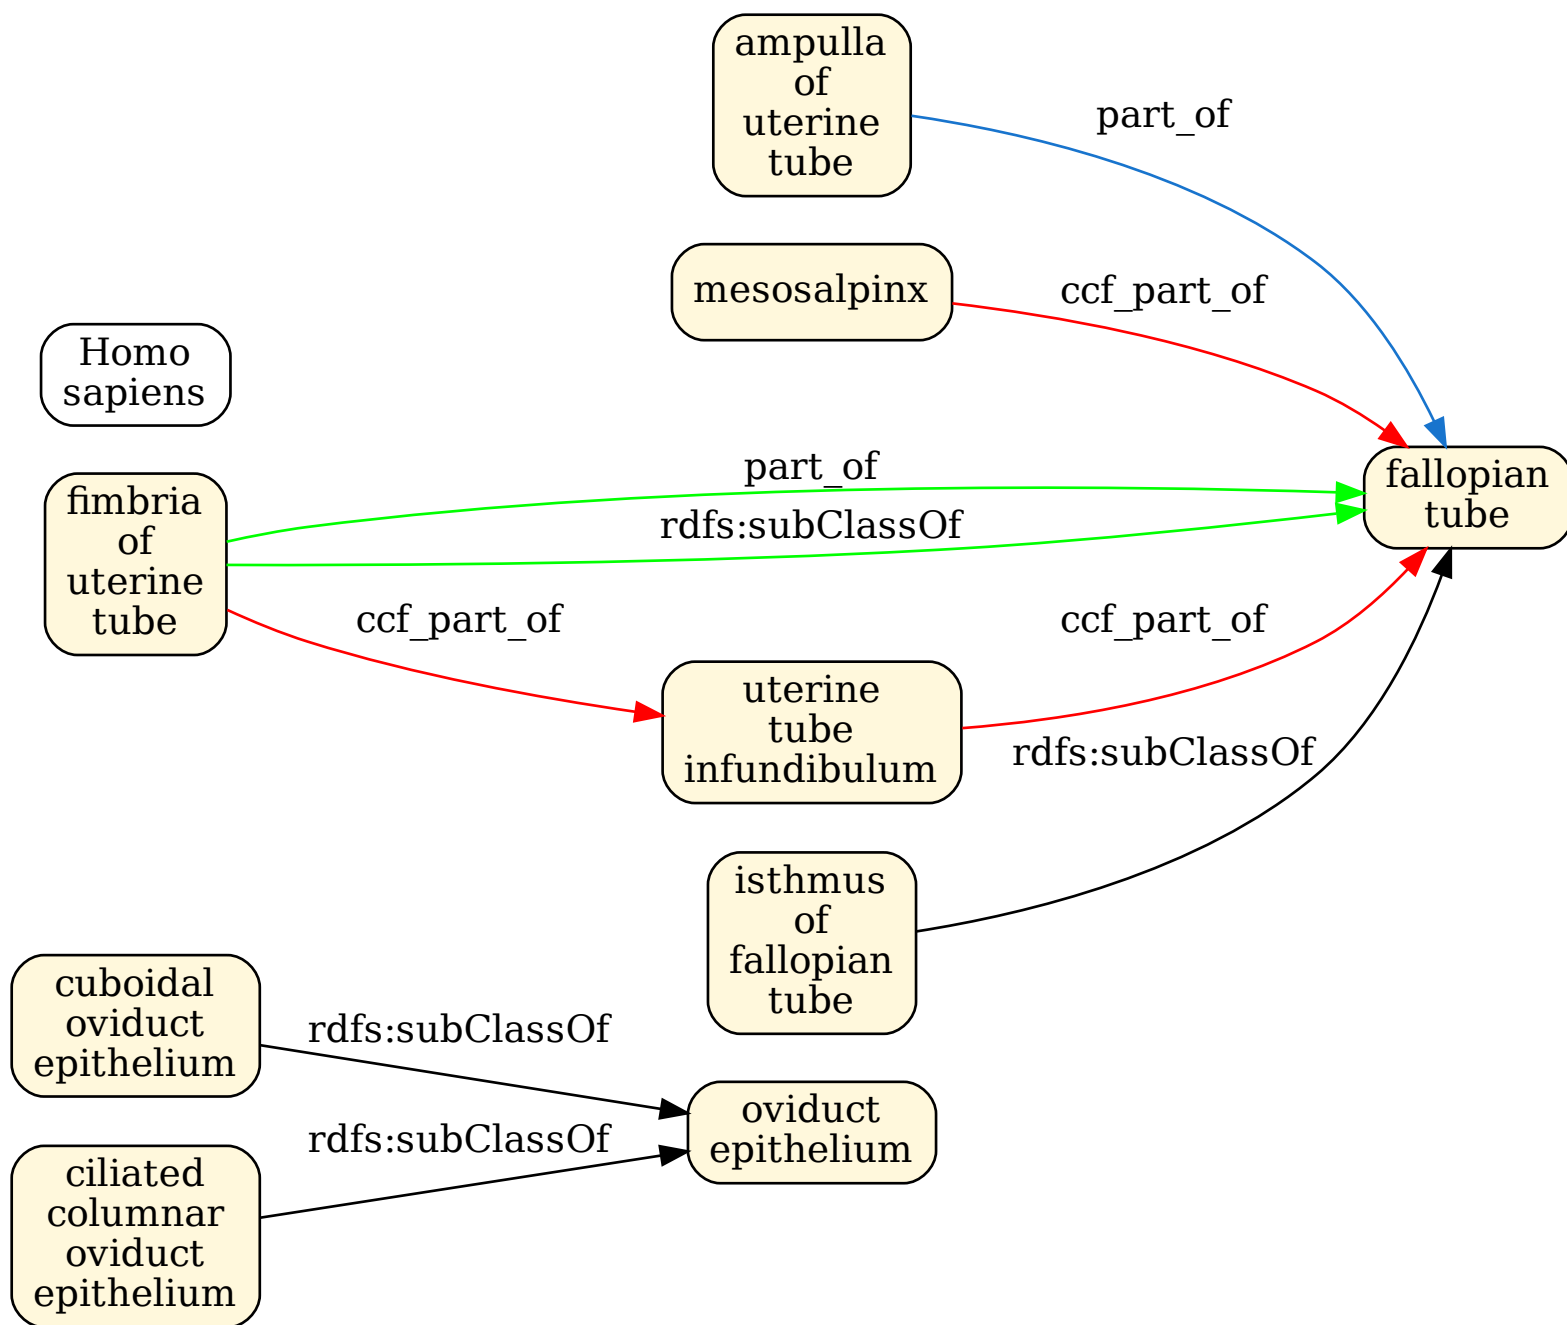 ampulla
of
uterine
tube
part_of
mesosalpinx
ccf_part_of
Homo
sapiens
fimbria
of
uterine
tube
part_of
rdfs:subClassOf
fallopian
tube
ccf_part_of
ccf_part_of
uterine
tube
infundibulum
rdfs:subClassOf
isthmus
of
fallopian
tube
cuboidal
oviduct
epithelium
rdfs:subClassOf
oviduct
epithelium
rdfs:subClassOf
ciliated
columnar
oviduct
epithelium